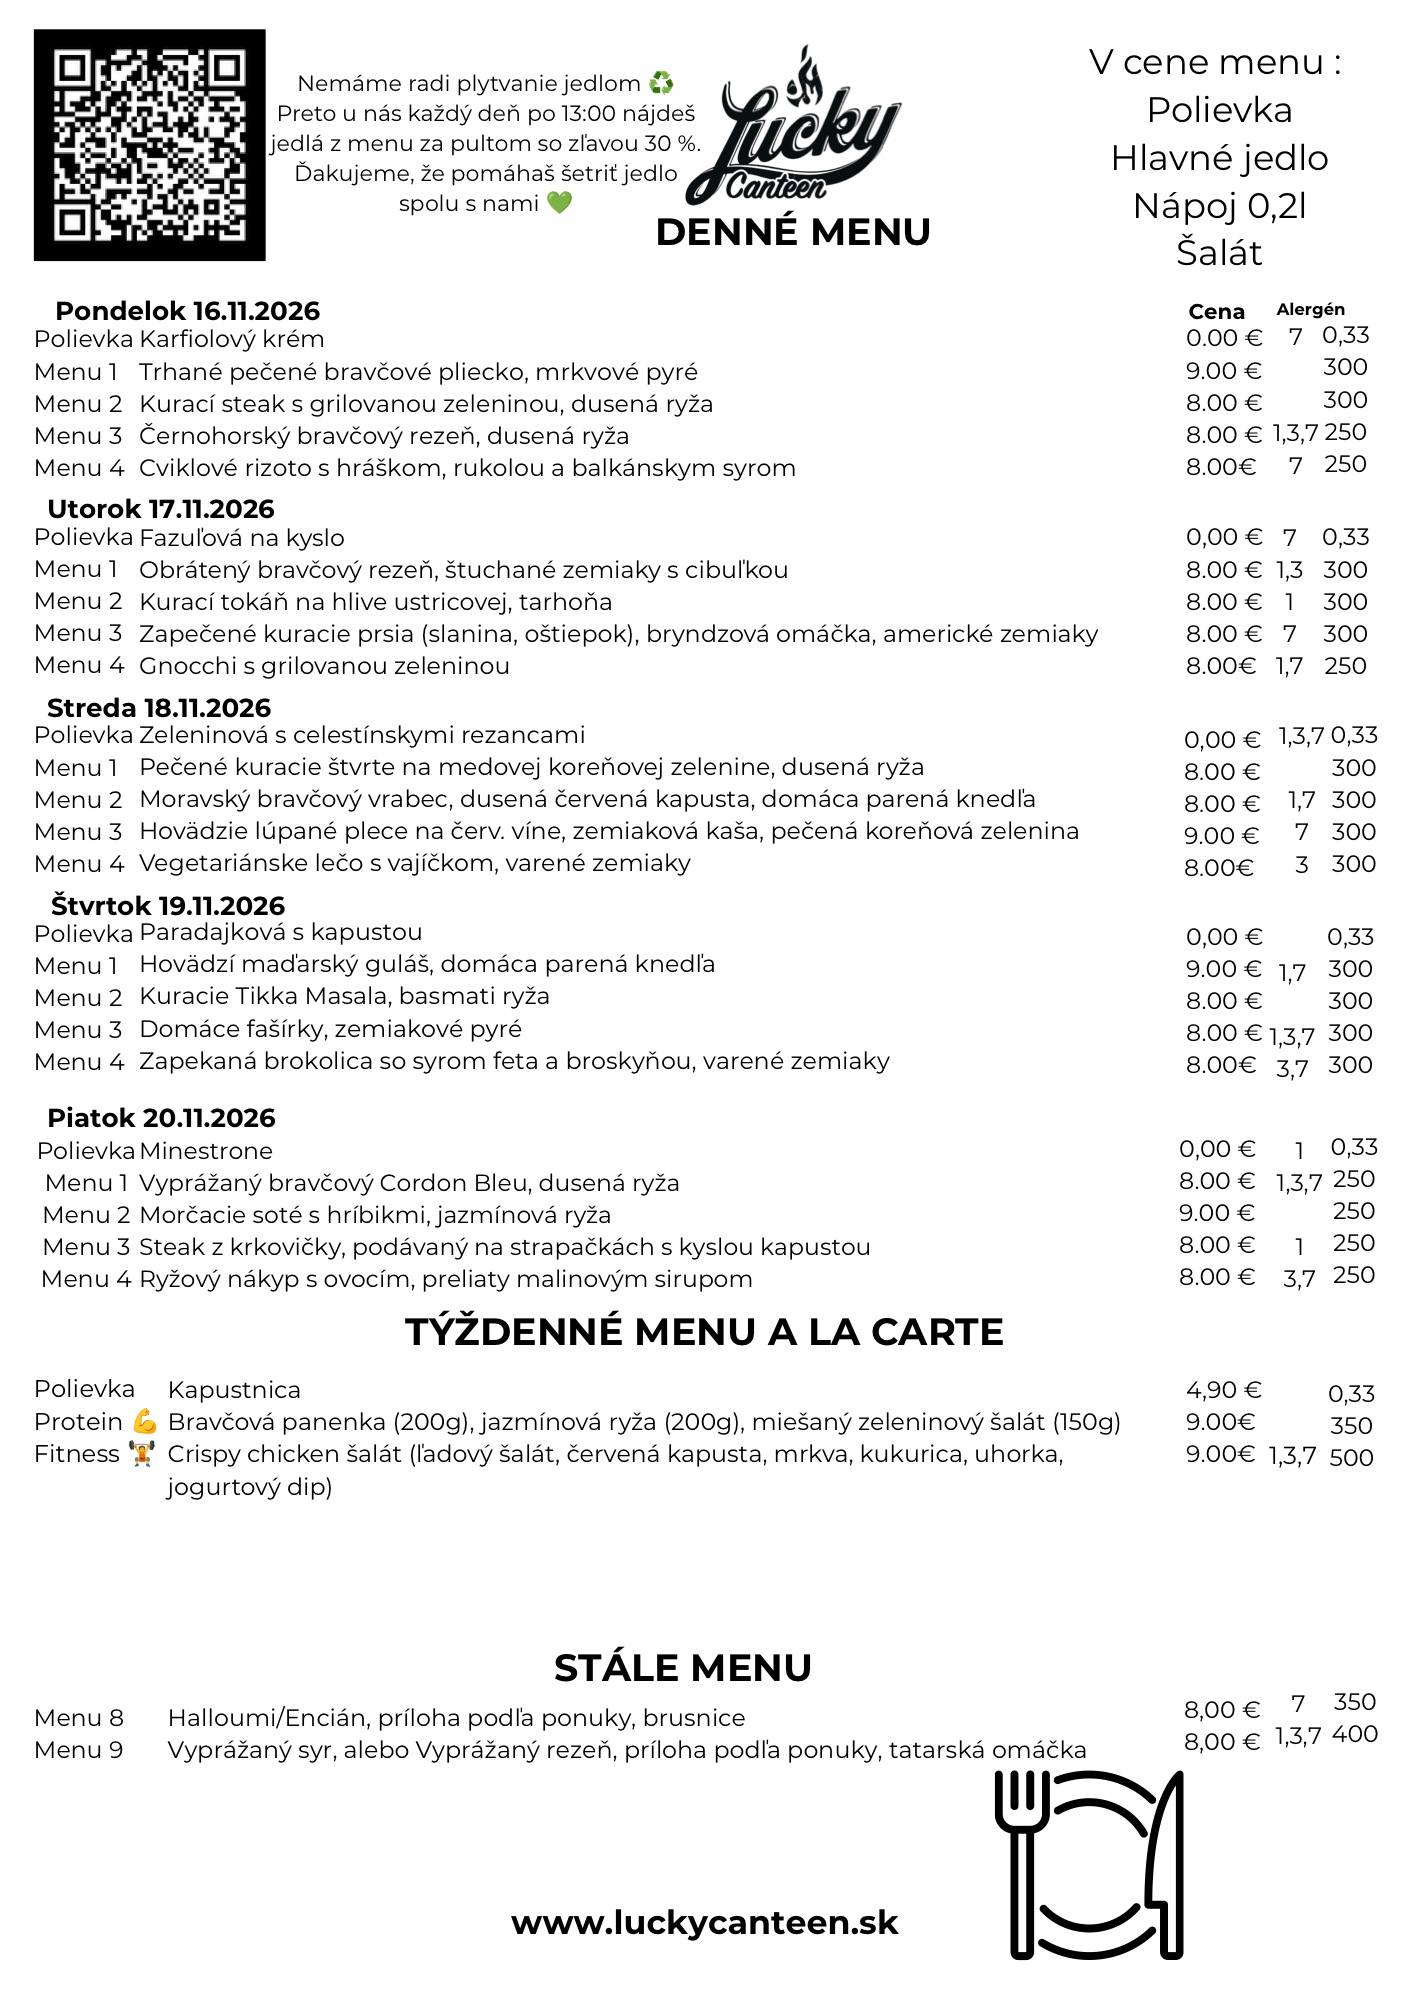 Nemáme radi plytvanie jedlom ♻️
Preto u nás každý deň po 13:00 nájdeš
jedlá z menu za pultom so zľavou 30 %.
Ďakujeme, že pomáhaš šetriť jedlo
spolu s nami 💚
Lucky
Canteen
DENNÉ MENU
V cene menu :
Polievka
Hlavné jedlo
Nápoj 0,2l
Šalát
Pondelok 16.11.2026 Cena Alergén
Polievka Karfiolový krém 0.00 € 7 0,33
Menu 1 Trhané pečené bravčové pliecko, mrkvové pyré 9.00 € 300
Menu 2 Kurací steak s grilovanou zeleninou, dusená ryža 8.00 € 300
Menu 3 Černohorský bravčový rezeň, dusená ryža 8.00 € 1,3,7 250
Menu 4 Cviklové rizoto s hráškom, rukolou a balkánskym syrom 8.00€ 7 250
Utorok 17.11.2026
Polievka Fazuľová na kyslo 0,00 € 7 0,33
Menu 1 Obrátený bravčový rezeň, štuchané zemiaky s cibuľkou 8.00 € 1,3 300
Menu 2 Kurací tokáň na hlive ustricovej, tarhoňa 8.00 € 1 300
Menu 3 Zapečené kuracie prsia (slanina, oštiepok), bryndzová omáčka, americké zemiaky 8.00 € 7 300
Menu 4 Gnocchi s grilovanou zeleninou 8.00€ 1,7 250
Streda 18.11.2026
Polievka Zeleninová s celestínskymi rezancami 0,00 € 1,3,7 0,33
Menu 1 Pečené kuracie štvrte na medovej koreňovej zelenine, dusená ryža 8.00 € 300
Menu 2 Moravský bravčový vrabec, dusená červená kapusta, domáca parená knedľa 8.00 € 1,7 300
Menu 3 Hovädzie lúpané plece na červ. víne, zemiaková kaša, pečená koreňová zelenina 9.00 € 7 300
Menu 4 Vegetariánske lečo s vajíčkom, varené zemiaky 8.00€ 3 300
Štvrtok 19.11.2026
Polievka Paradajková s kapustou 0,00 € 0,33
Menu 1 Hovädzí maďarský guláš, domáca parená knedľa 9.00 € 1,7 300
Menu 2 Kuracie Tikka Masala, basmati ryža 8.00 € 300
Menu 3 Domáce fašírky, zemiakové pyré 8.00 € 1,3,7 300
Menu 4 Zapekaná brokolica so syrom feta a broskyňou, varené zemiaky 8.00€ 3,7 300
Piatok 20.11.2026
Polievka Minestrone 0,00 € 1 0,33
Menu 1 Vyprážaný bravčový Cordon Bleu, dusená ryža 8.00 € 1,3,7 250
Menu 2 Morčacie soté s hríbikmi, jazmínová ryža 9.00 € 250
Menu 3 Steak z krkovičky, podávaný na strapačkách s kyslou kapustou 8.00 € 1 250
Menu 4 Ryžový nákyp s ovocím, preliaty malinovým sirupom 8.00 € 3,7 250
TÝŽDENNÉ MENU A LA CARTE
Polievka Kapustnica 4,90 € 0,33
Protein 💪 Bravčová panenka (200g), jazmínová ryža (200g), miešaný zeleninový šalát (150g) 9.00€ 350
Fitness 🏋️ Crispy chicken šalát (ľadový šalát, červená kapusta, mrkva, kukurica, uhorka, 9.00€ 1,3,7 500
jogurtový dip)
STÁLE MENU
Menu 8 Halloumi/Encián, príloha podľa ponuky, brusnice 8,00 € 7 350
Menu 9 Vyprážaný syr, alebo Vyprážaný rezeň, príloha podľa ponuky, tatarská omáčka 8,00 € 1,3,7 400
www.luckycanteen.sk